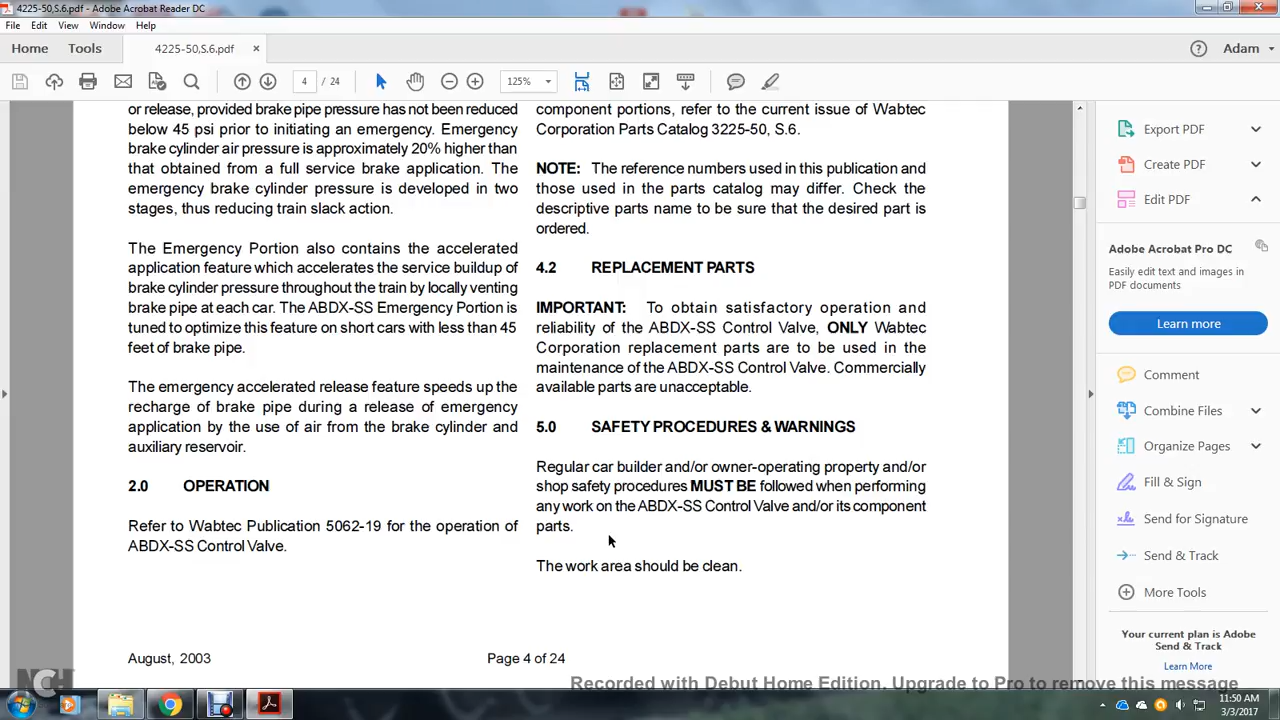 4225-50,S.6.pdf - Adobe Acrobat Reader DC
File Edit View Window Help
Home Tools 4225-50,S.6.pdf × Adam
4 / 24 125%
or release, provided brake pipe pressure has not been reduced
below 45 psi prior to initiating an emergency. Emergency
brake cylinder air pressure is approximately 20% higher than
that obtained from a full service brake application. The
emergency brake cylinder pressure is developed in two
stages, thus reducing train slack action.
The Emergency Portion also contains the accelerated
application feature which accelerates the service buildup of
brake cylinder pressure throughout the train by locally venting
brake pipe at each car. The ABDX-SS Emergency Portion is
tuned to optimize this feature on short cars with less than 45
feet of brake pipe.
The emergency accelerated release feature speeds up the
recharge of brake pipe during a release of emergency
application by the use of air from the brake cylinder and
auxiliary reservoir.
2.0 OPERATION
Refer to Wabtec Publication 5062-19 for the operation of
ABDX-SS Control Valve.
component portions, refer to the current issue of Wabtec
Corporation Parts Catalog 3225-50, S.6.
NOTE: The reference numbers used in this publication and
those used in the parts catalog may differ. Check the
descriptive parts name to be sure that the desired part is
ordered.
4.2 REPLACEMENT PARTS
IMPORTANT: To obtain satisfactory operation and
reliability of the ABDX-SS Control Valve, ONLY Wabtec
Corporation replacement parts are to be used in the
maintenance of the ABDX-SS Control Valve. Commercially
available parts are unacceptable.
5.0 SAFETY PROCEDURES & WARNINGS
Regular car builder and/or owner-operating property and/or
shop safety procedures MUST BE followed when performing
any work on the ABDX-SS Control Valve and/or its component
parts.
The work area should be clean.
August, 2003 Page 4 of 24
Export PDF
Create PDF
Edit PDF
Adobe Acrobat Pro DC
Easily edit text and images in
PDF documents
Learn more
Comment
Combine Files
Organize Pages
Fill & Sign
Send for Signature
Send & Track
More Tools
Your current plan is Adobe
Send & Track
Learn More
NCH
Recorded with Debut Home Edition. Upgrade to Pro to remove this message
11:50 AM
3/3/2017